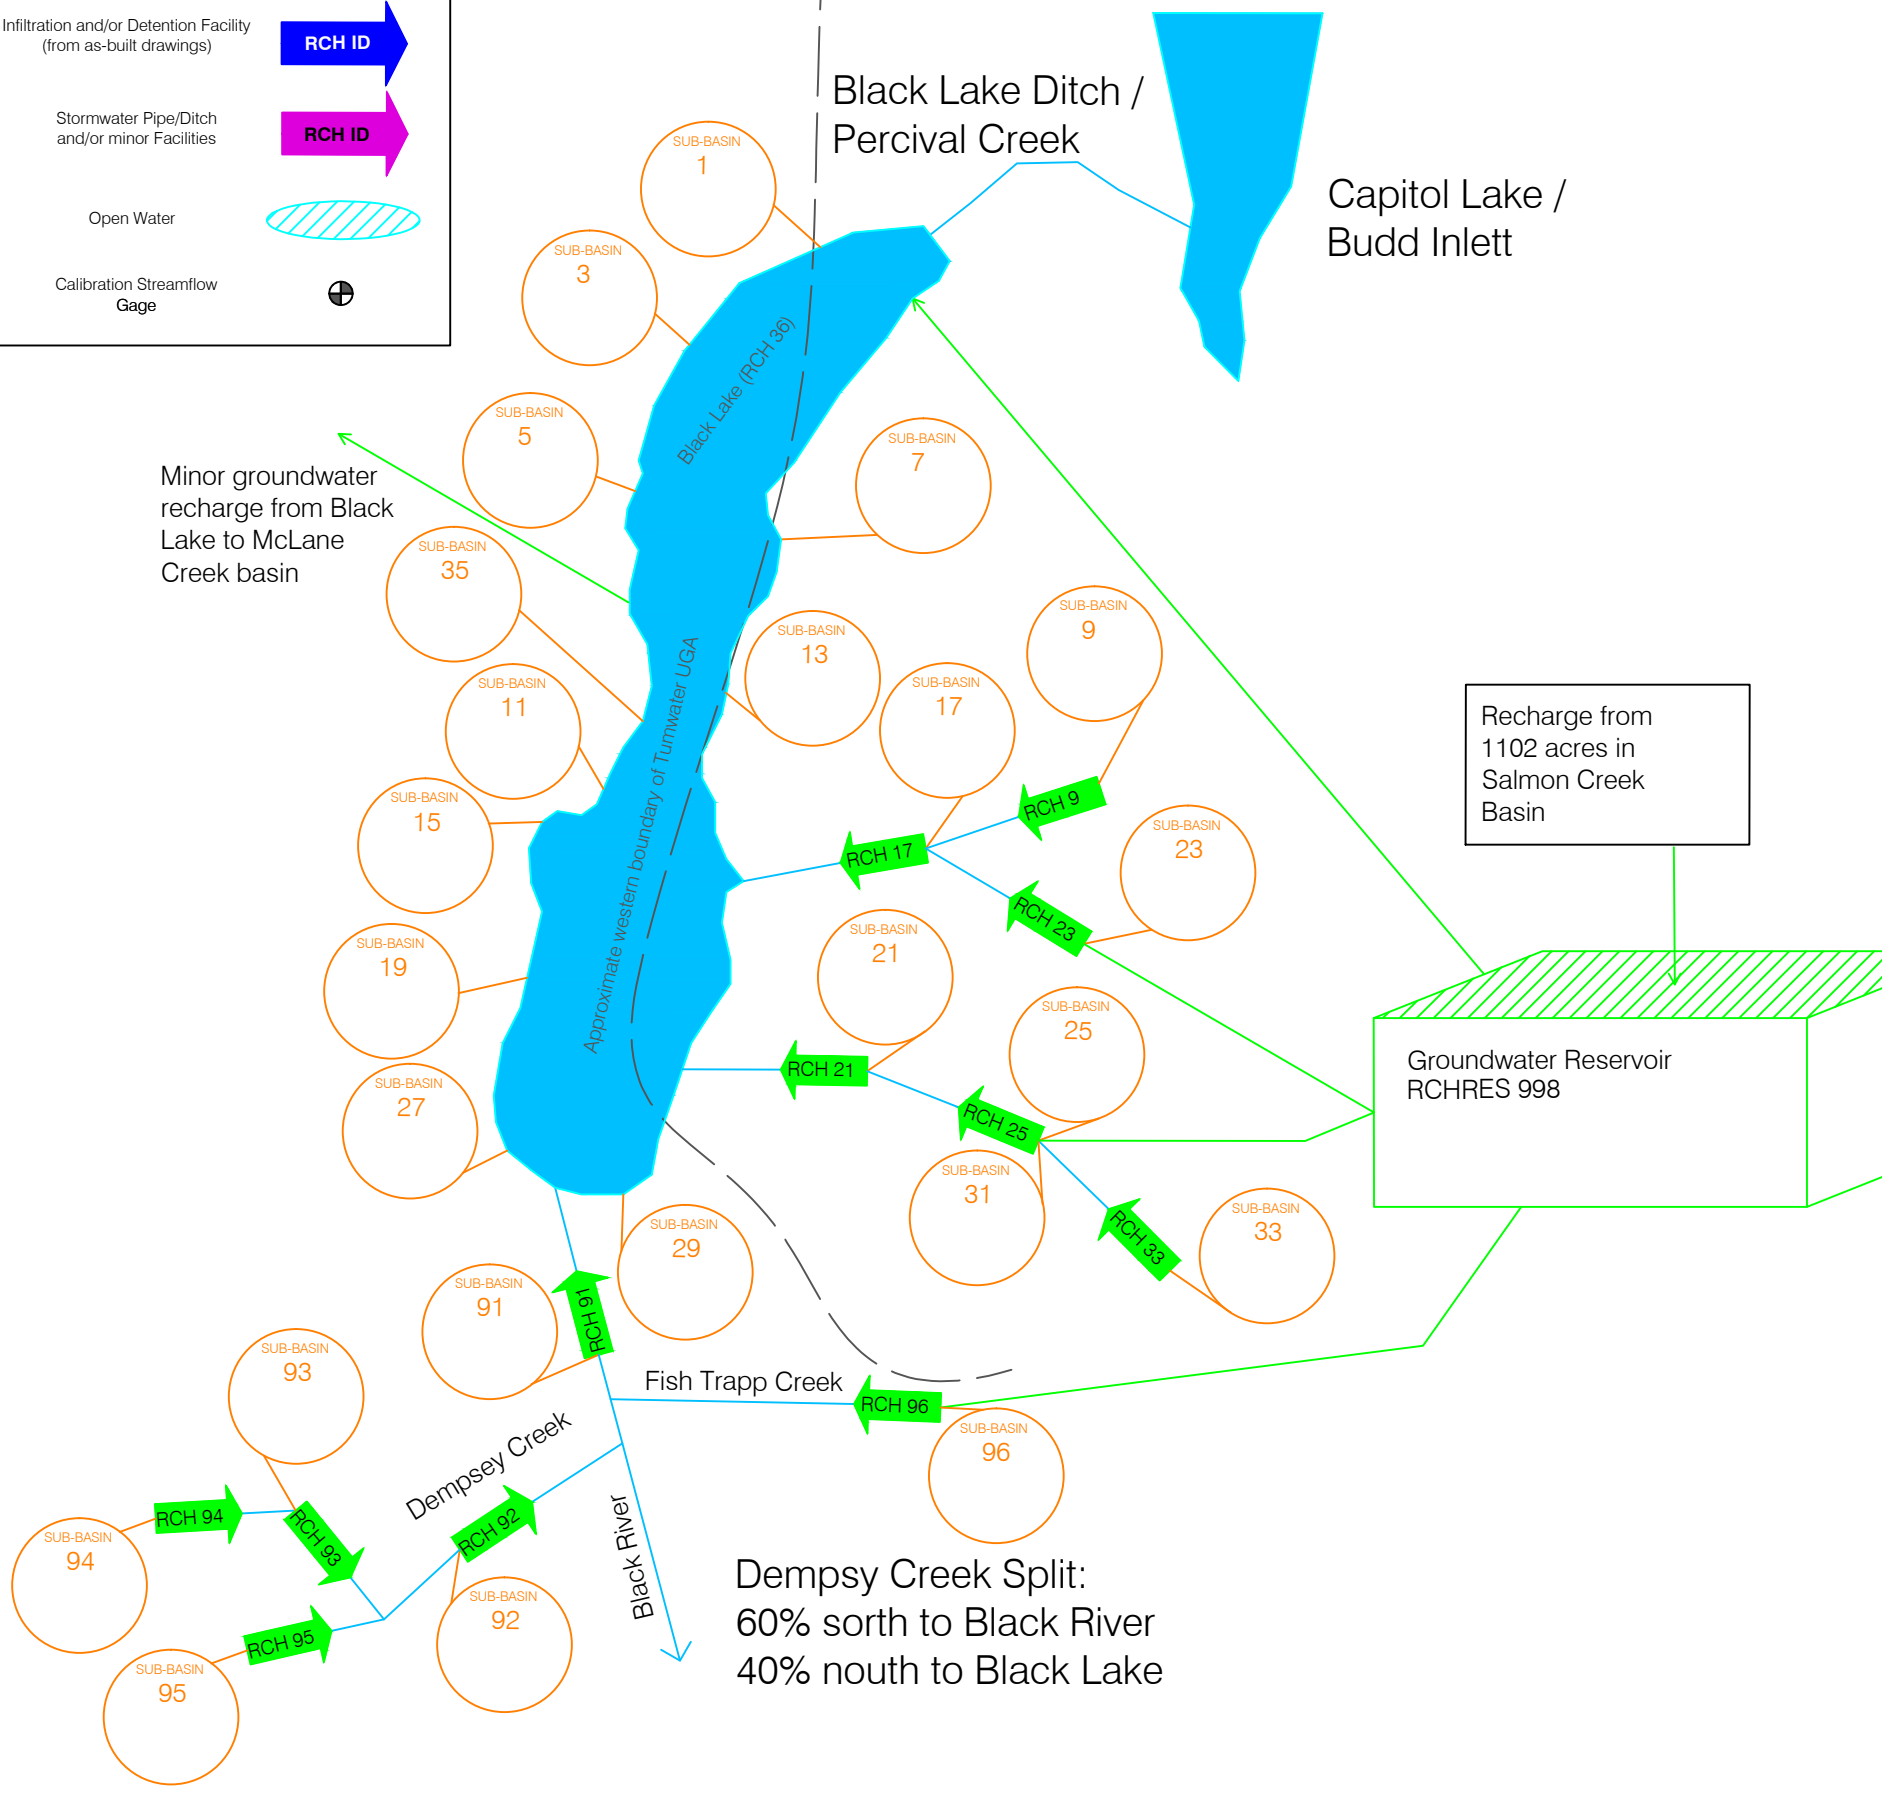 Infiltration and/or Detention Facility
(from as-built drawings)
RCH ID
Stormwater Pipe/Ditch
and/or minor Facilities
RCH ID
Open Water
Calibration Streamflow
Gage
Black Lake Ditch /
Percival Creek
Capitol Lake /
Budd Inlett
SUB-BASIN
1
SUB-BASIN
3
SUB-BASIN
5
SUB-BASIN
7
Black Lake (RCH 36)
Minor groundwater
recharge from Black
Lake to McLane
Creek basin
SUB-BASIN
35
SUB-BASIN
9
SUB-BASIN
13
SUB-BASIN
11
SUB-BASIN
17
Approximate western boundary of Tumwater UGA
Recharge from
1102 acres in
Salmon Creek
Basin
SUB-BASIN
15
RCH 9
RCH 17
SUB-BASIN
23
RCH 23
SUB-BASIN
19
SUB-BASIN
21
SUB-BASIN
25
Groundwater Reservoir
RCHRES 998
RCH 21
SUB-BASIN
27
RCH 25
SUB-BASIN
31
SUB-BASIN
33
RCH 33
SUB-BASIN
29
SUB-BASIN
91
RCH 91
SUB-BASIN
93
Fish Trapp Creek
RCH 96
SUB-BASIN
96
Dempsey Creek
RCH 94
RCH 93
RCH 92
SUB-BASIN
94
Black River
SUB-BASIN
92
RCH 95
SUB-BASIN
95
Dempsy Creek Split:
60% sorth to Black River
40% nouth to Black Lake